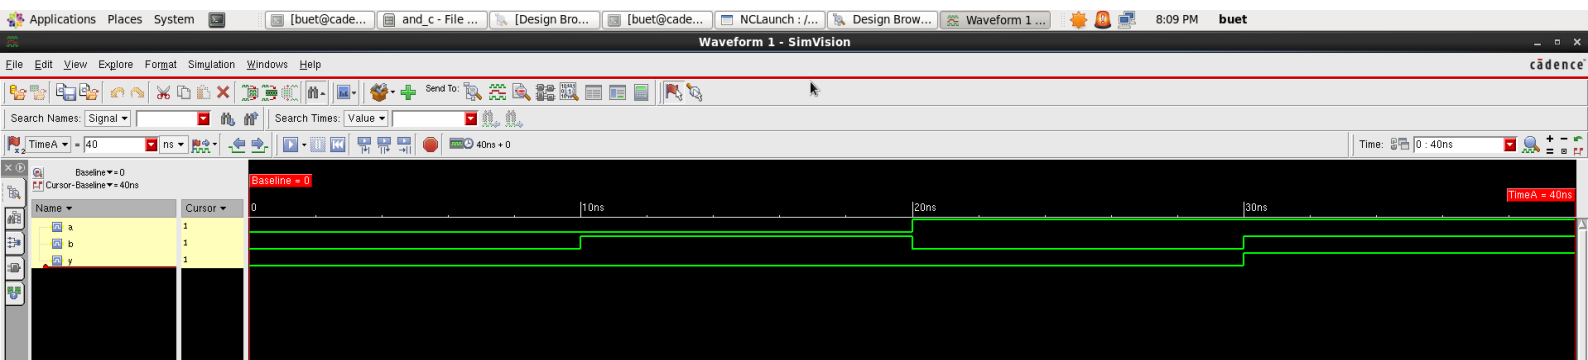 Applications Places System [buet@cade... and_c - File ... [Design Bro... [buet@cade... NCLaunch : /... Design Brow... Waveform 1 ... 8:09 PM buet
Waveform 1 - SimVision
File Edit View Explore Format Simulation Windows Help cādence
Send To:
Search Names: Signal Search Times: Value
TimeA = 40 ns 40ns + 0 Time: 0 : 40ns
Baseline = 0
Cursor-Baseline = 40ns
Baseline = 0
TimeA = 40ns
Name Cursor 0 10ns 20ns 30ns
a 1
b 1
y 1